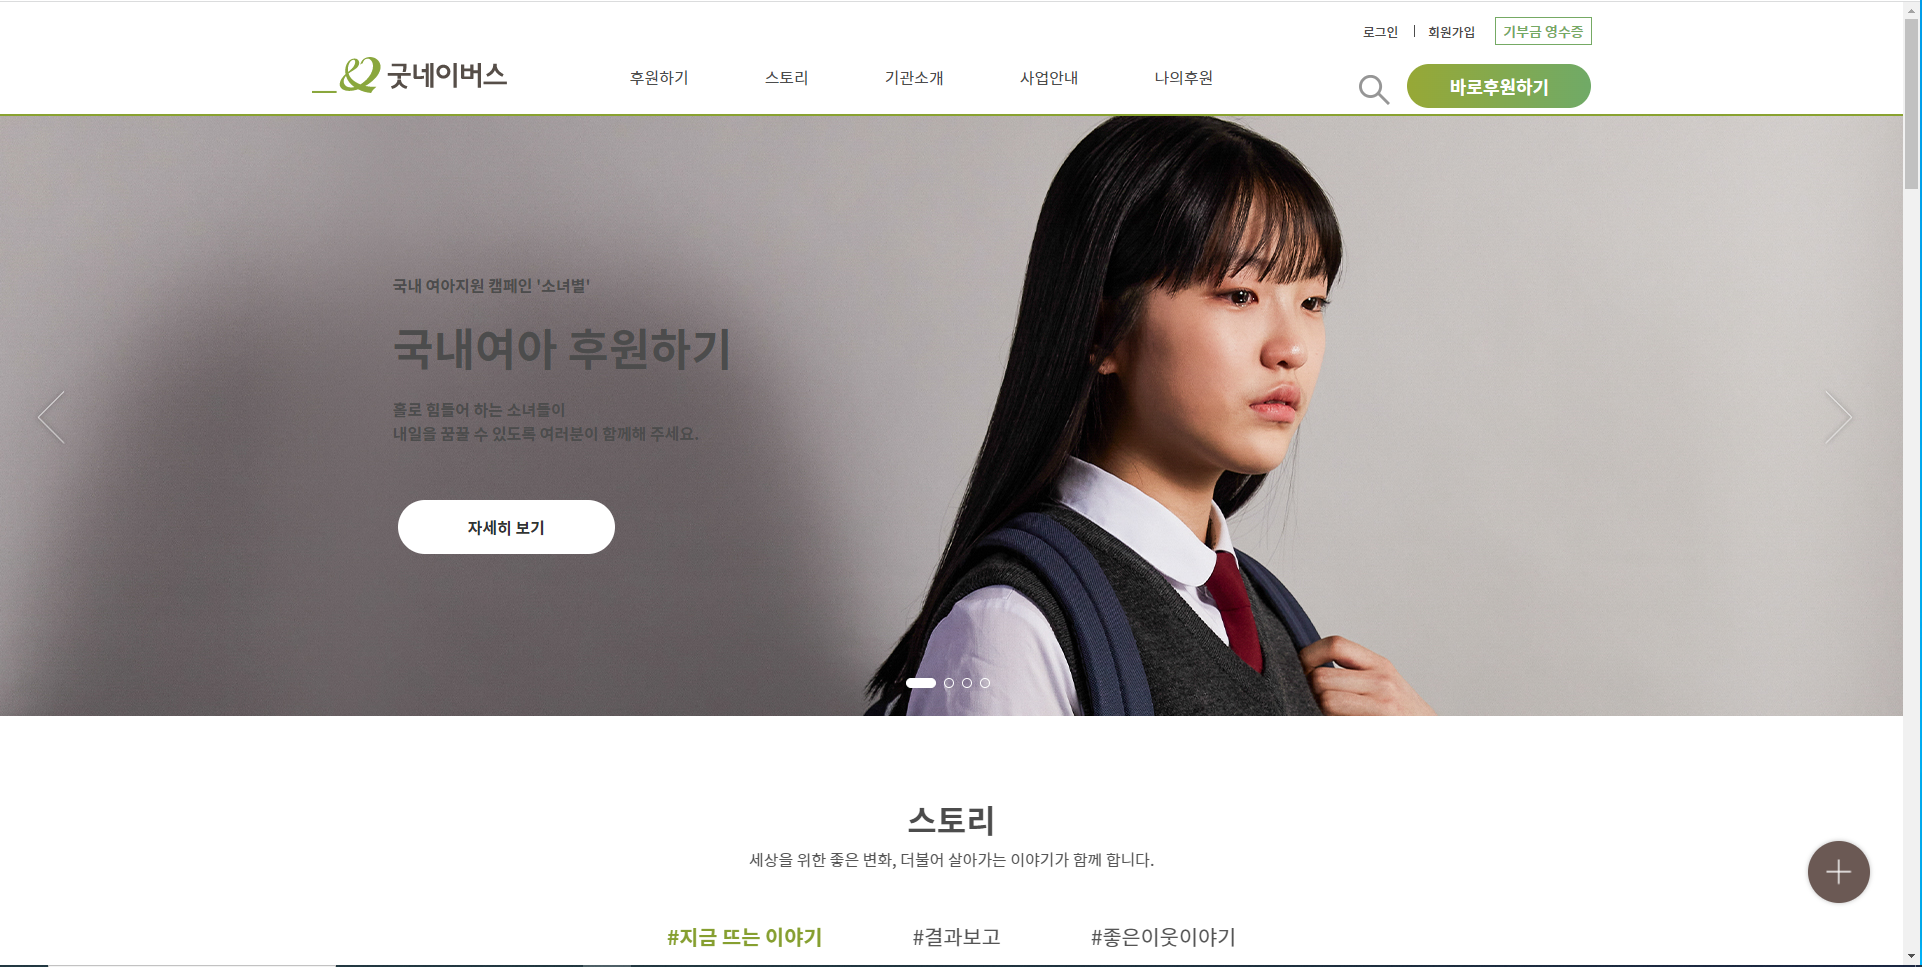 로그인
회원가입
기부금 영수증
굿네이버스
후원하기
스토리
기관소개
사업안내
나의후원
바로후원하기
국내 여아지원 캠페인 '소녀별'
국내여아 후원하기
홀로 힘들어 하는 소녀들이
내일을 꿈꿀 수 있도록 여러분이 함께해 주세요.
자세히 보기
스토리
세상을 위한 좋은 변화, 더불어 살아가는 이야기가 함께 합니다.
#지금 뜨는 이야기
#결과보고
#좋은이웃이야기